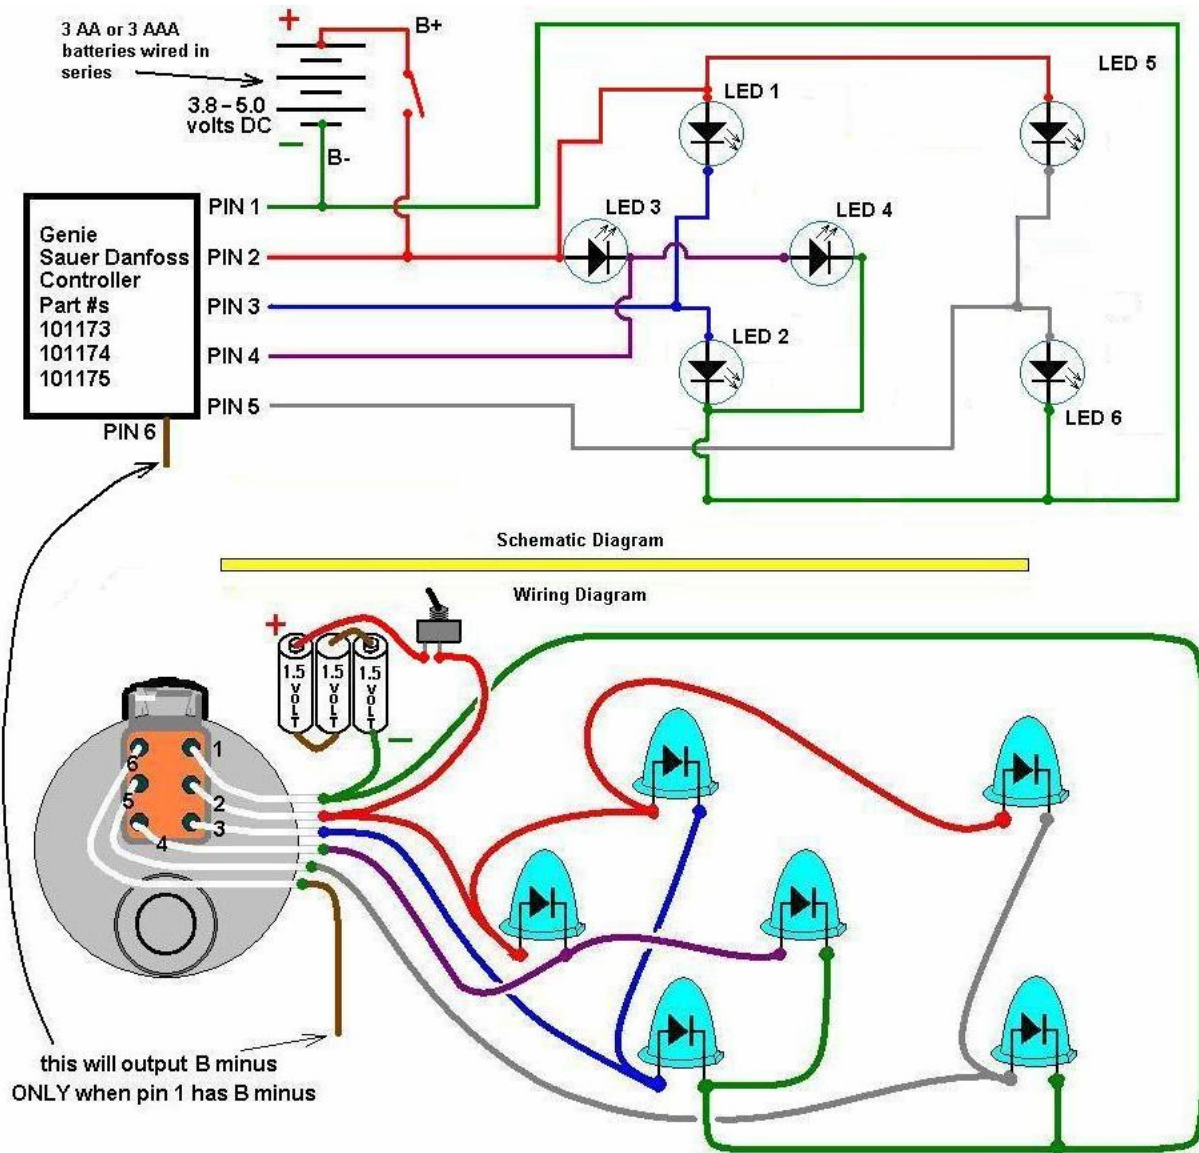 3 AA or 3 AAA
batteries wired in
series
+
B+
3.8 – 5.0
volts DC
–
B-
LED 1
LED 5
PIN 1
LED 3
LED 4
Genie
Sauer Danfoss
Controller
Part #s
101173
101174
101175
PIN 2
PIN 3
LED 2
PIN 4
PIN 5
PIN 6
LED 6
Schematic Diagram
Wiring Diagram
+
1.5 VOLT
1.5 VOLT
1.5 VOLT
–
1
6
5
2
3
4
this will output B minus
ONLY when pin 1 has B minus